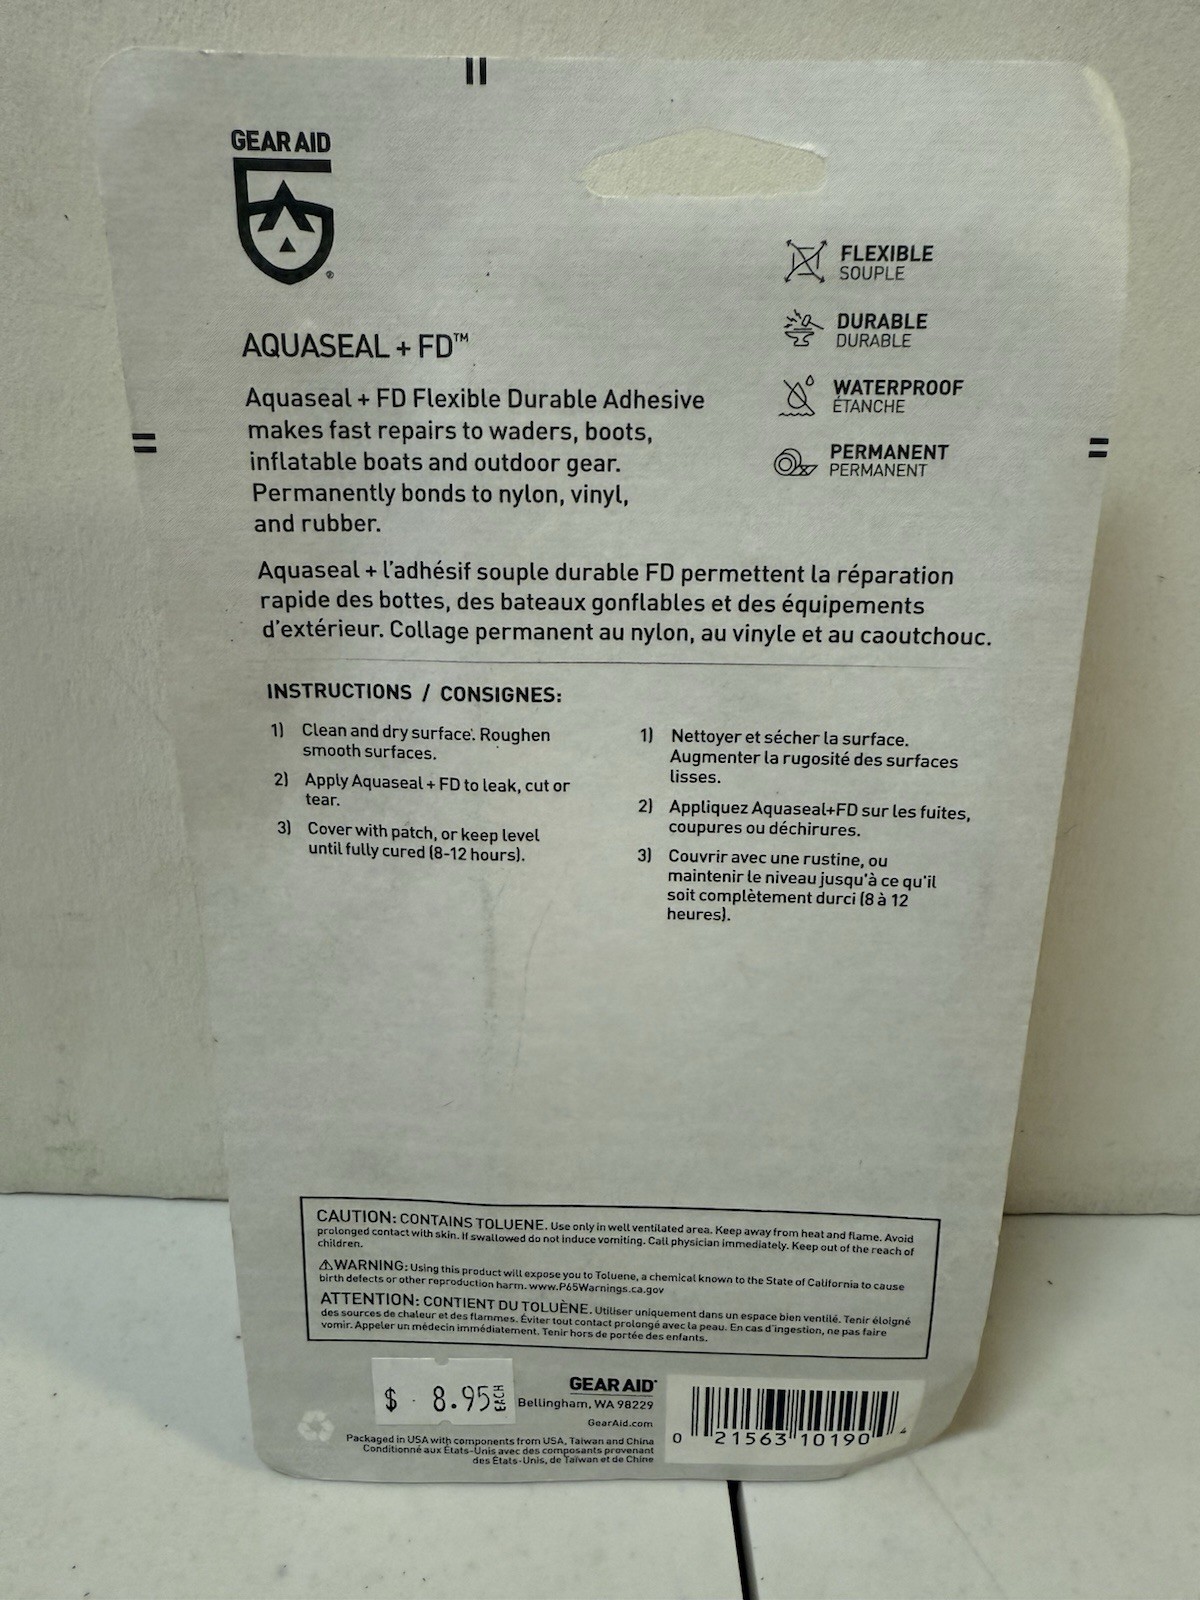 GEAR AID
®
FLEXIBLE
SOUPLE
DURABLE
DURABLE
WATERPROOF
ÉTANCHE
PERMANENT
PERMANENT
AQUASEAL + FD™
Aquaseal + FD Flexible Durable Adhesive
makes fast repairs to waders, boots,
inflatable boats and outdoor gear.
Permanently bonds to nylon, vinyl,
and rubber.
Aquaseal + l'adhésif souple durable FD permettent la réparation
rapide des bottes, des bateaux gonflables et des équipements
d'extérieur. Collage permanent au nylon, au vinyle et au caoutchouc.
INSTRUCTIONS / CONSIGNES:
1) Clean and dry surface. Roughen
smooth surfaces.
2) Apply Aquaseal + FD to leak, cut or
tear.
3) Cover with patch, or keep level
until fully cured (8-12 hours).
1) Nettoyer et sécher la surface.
Augmenter la rugosité des surfaces
lisses.
2) Appliquez Aquaseal+FD sur les fuites,
coupures ou déchirures.
3) Couvrir avec une rustine, ou
maintenir le niveau jusqu'à ce qu'il
soit complètement durci (8 à 12
heures).
CAUTION: CONTAINS TOLUENE. Use only in well ventilated area. Keep away from heat and flame. Avoid
prolonged contact with skin. If swallowed do not induce vomiting. Call physician immediately. Keep out of the reach of
children.
⚠WARNING: Using this product will expose you to Toluene, a chemical known to the State of California to cause
birth defects or other reproduction harm. www.P65Warnings.ca.gov
ATTENTION: CONTIENT DU TOLUÈNE. Utiliser uniquement dans un espace bien ventilé. Tenir éloigné
des sources de chaleur et des flammes. Éviter tout contact prolongé avec la peau. En cas d'ingestion, ne pas faire
vomir. Appeler un médecin immédiatement. Tenir hors de portée des enfants.
$ 8.95 EACH
GEAR AID
Bellingham, WA 98229
GearAid.com
Packaged in USA with components from USA, Taiwan and China
Conditionné aux États-Unis avec des composants provenant
des États-Unis, de Taïwan et de Chine
0 21563 10190 4